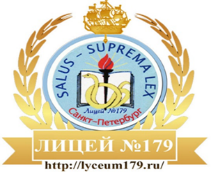 SALUS - SUPREMA LEX
Лицей №179
Санкт-Петербург
ЛИЦЕЙ №179
http://lyceum179.ru/